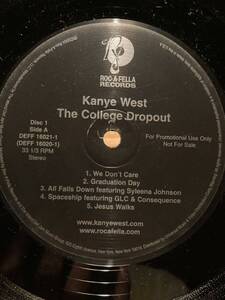 ROC-A-FELLA
RECORDS
Kanye West
The College Dropout
Disc 1
Side A
DEFF 16021-1
(DEFF 16020-1)
33 1/3 RPM
Stereo
For Promotional Use Only
Not For Sale
1. We Don't Care
2. Graduation Day
3. All Falls Down featuring Syleena Johnson
4. Spaceship featuring GLC & Consequence
5. Jesus Walks
www.kanyewest.com
www.rocafella.com